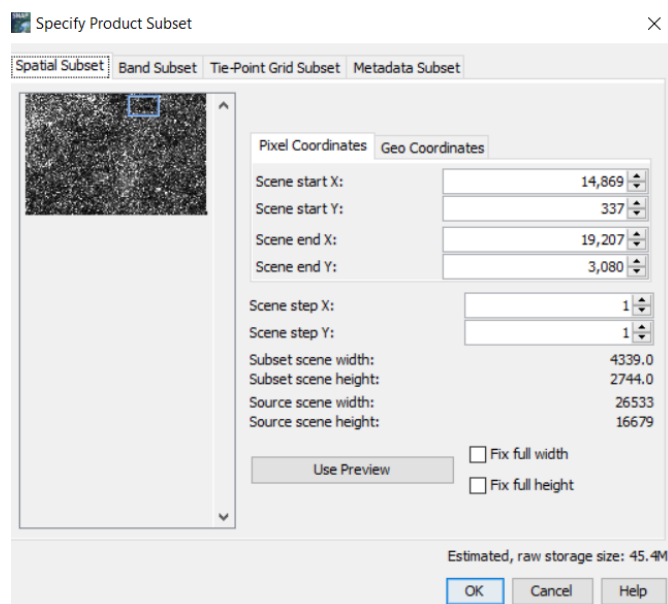 Specify Product Subset
Spatial Subset Band Subset Tie-Point Grid Subset Metadata Subset
Pixel Coordinates Geo Coordinates
Scene start X: 14,869
Scene start Y: 337
Scene end X: 19,207
Scene end Y: 3,080
Scene step X: 1
Scene step Y: 1
Subset scene width: 4339.0
Subset scene height: 2744.0
Source scene width: 26533
Source scene height: 16679
Use Preview
Fix full width
Fix full height
Estimated, raw storage size: 45.4M
OK Cancel Help